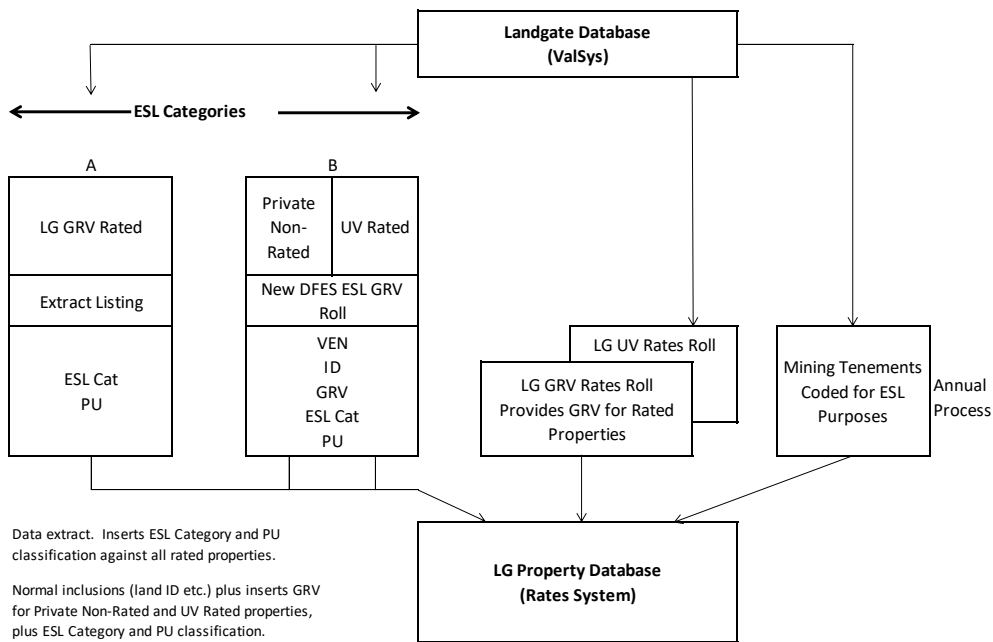 Landgate Database
(ValSys)
ESL Categories
A
B
LG GRV Rated
Private
Non-
Rated
UV Rated
Extract Listing
New DFES ESL GRV
Roll
ESL Cat
PU
VEN
ID
GRV
ESL Cat
PU
LG UV Rates Roll
LG GRV Rates Roll
Provides GRV for Rated
Properties
Mining Tenements
Coded for ESL
Purposes
Annual
Process
Data extract.  Inserts ESL Category and PU
classification against all rated properties.
Normal inclusions (land ID etc.) plus inserts GRV
for Private Non-Rated and UV Rated properties,
plus ESL Category and PU classification.
LG Property Database
(Rates System)